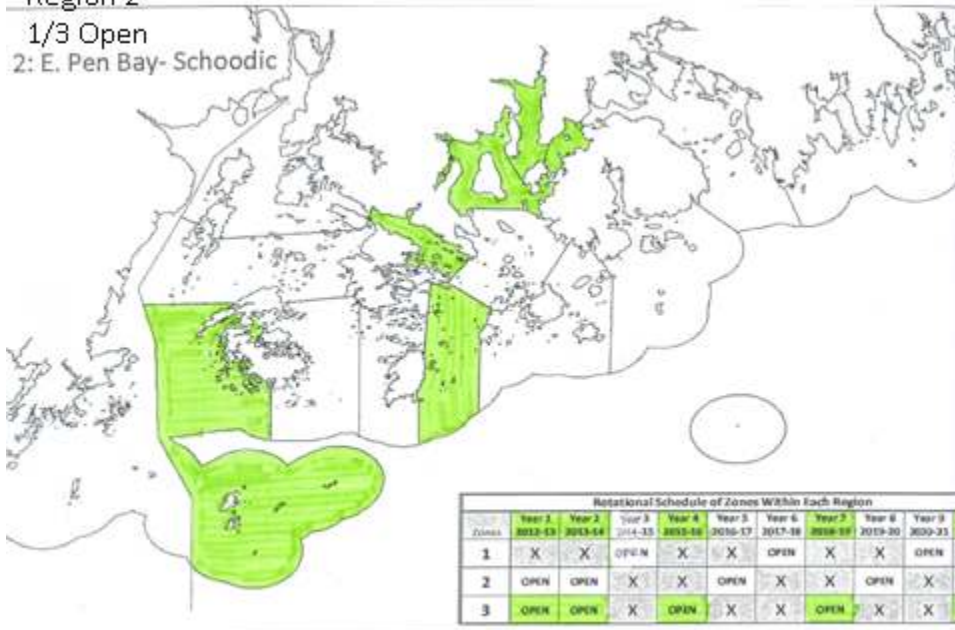 Region 2
1/3 Open
2: E. Pen Bay- Schoodic
Rotational Schedule of Zones Within Each Region
Zones Year 1 2012-13 Year 2 2013-14 Year 3 2014-15 Year 4 2015-16 Year 5 2016-17 Year 6 2017-18 Year 7 2018-19 Year 8 2019-20 Year 9 2020-21
1 X X OPEN X X OPEN X X OPEN
2 OPEN OPEN X X OPEN X X OPEN X
3 OPEN OPEN X OPEN X X OPEN X X